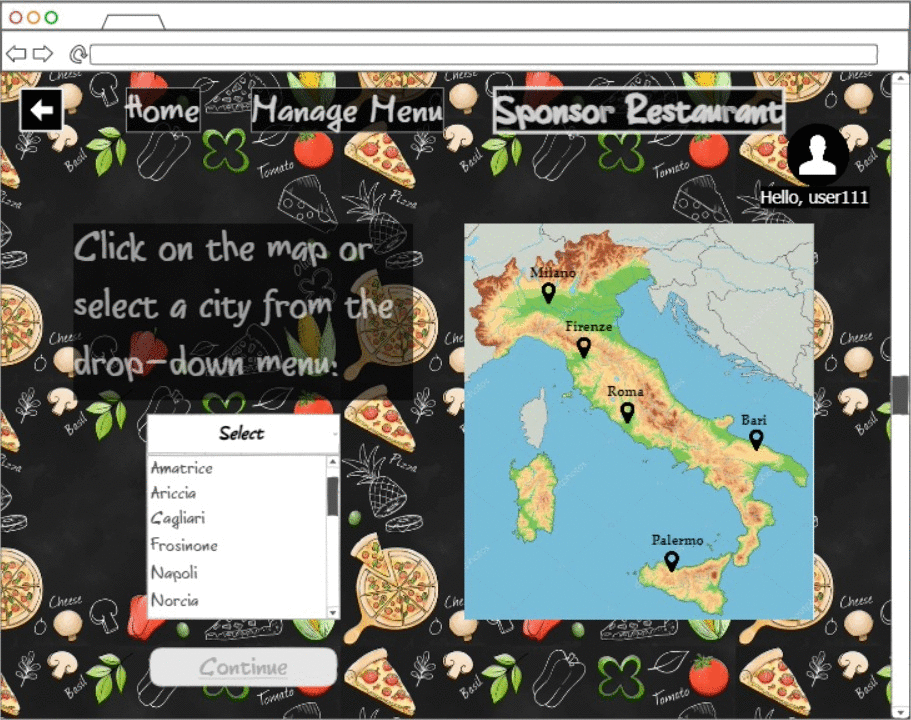 Home
Manage Menu
Sponsor Restaurant
Hello, user111
Click on the map or
select a city from the
drop-down menu:
Select
Amatrice
Ariccia
Cagliari
Frosinone
Napoli
Norcia
Continue
Milano
Firenze
Roma
Bari
Palermo
Cheese
Basil
Tomato
Pizza